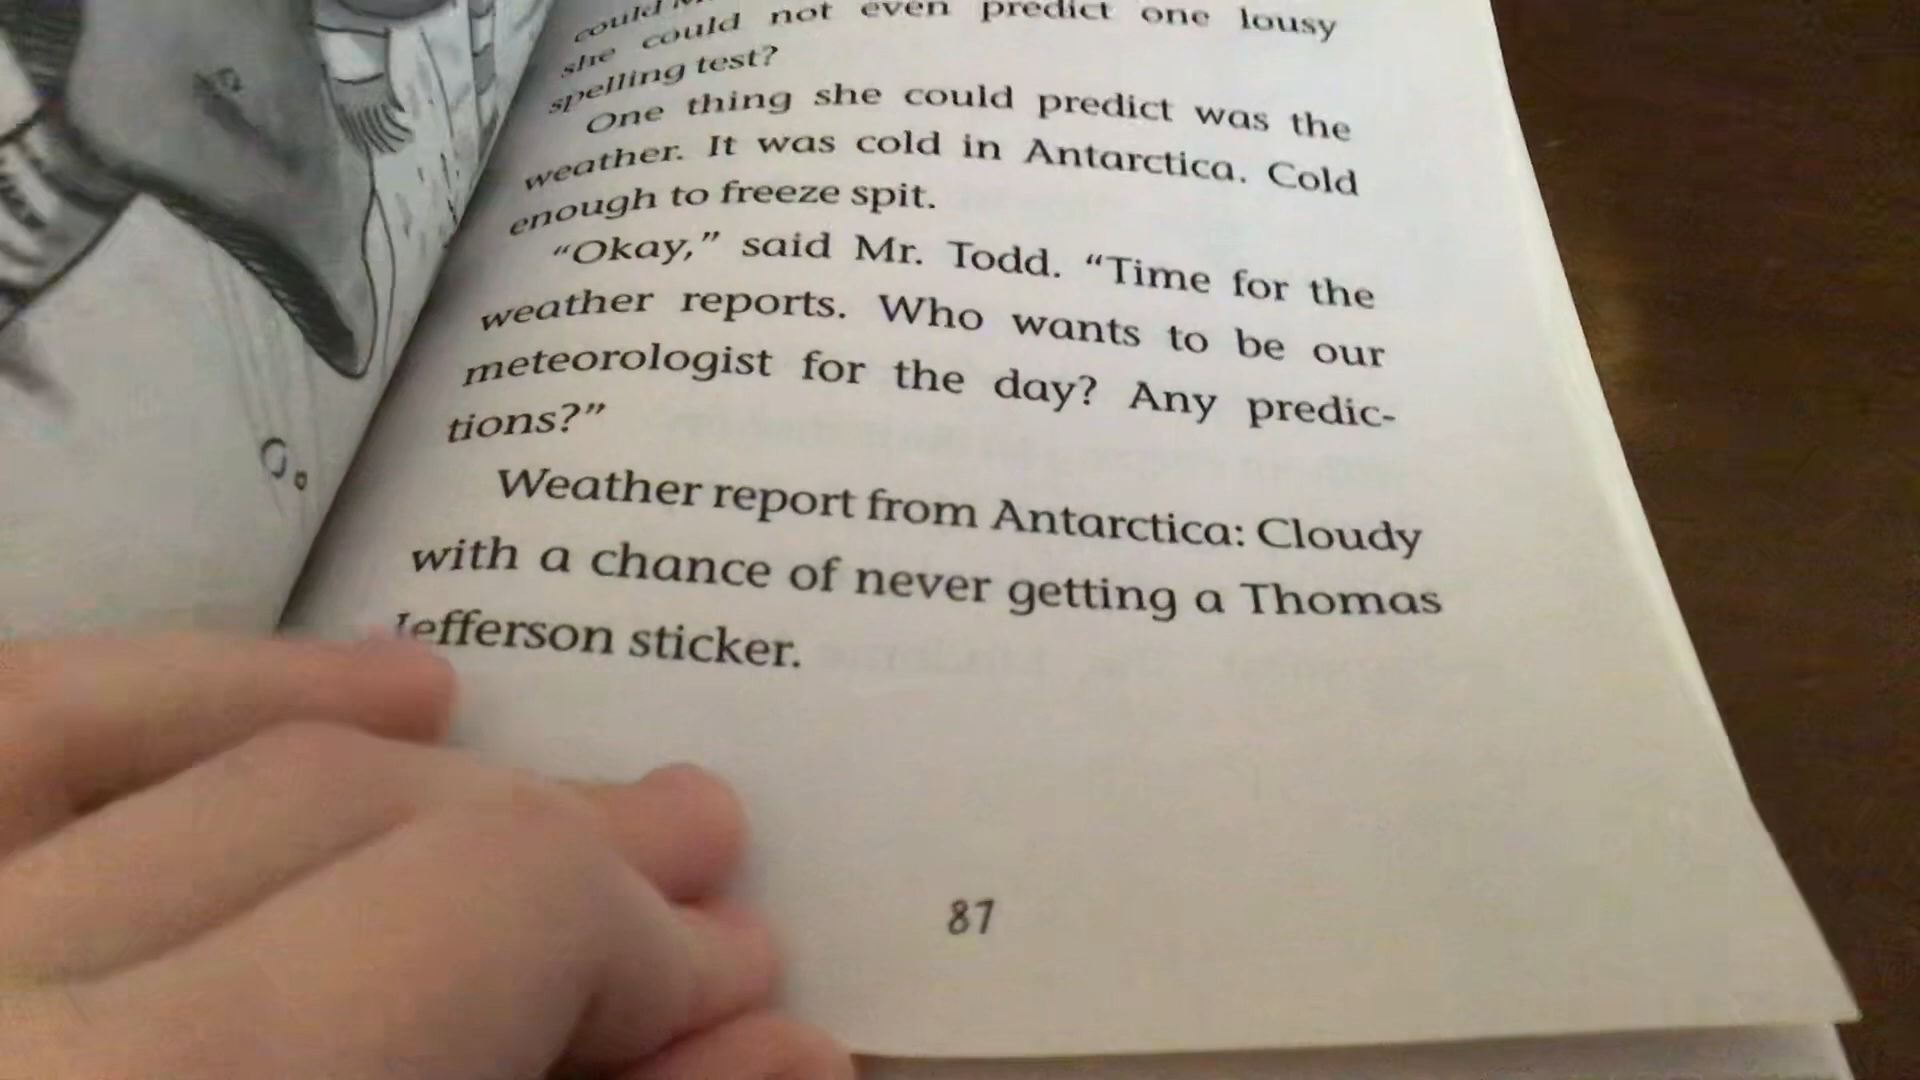 could
she could not even predict one lousy
spelling test?
One thing she could predict was the
weather. It was cold in Antarctica. Cold
enough to freeze spit.
“Okay,” said Mr. Todd. “Time for the
weather reports. Who wants to be our
meteorologist for the day? Any predic-
tions?”
Weather report from Antarctica: Cloudy
with a chance of never getting a Thomas
Jefferson sticker.
87